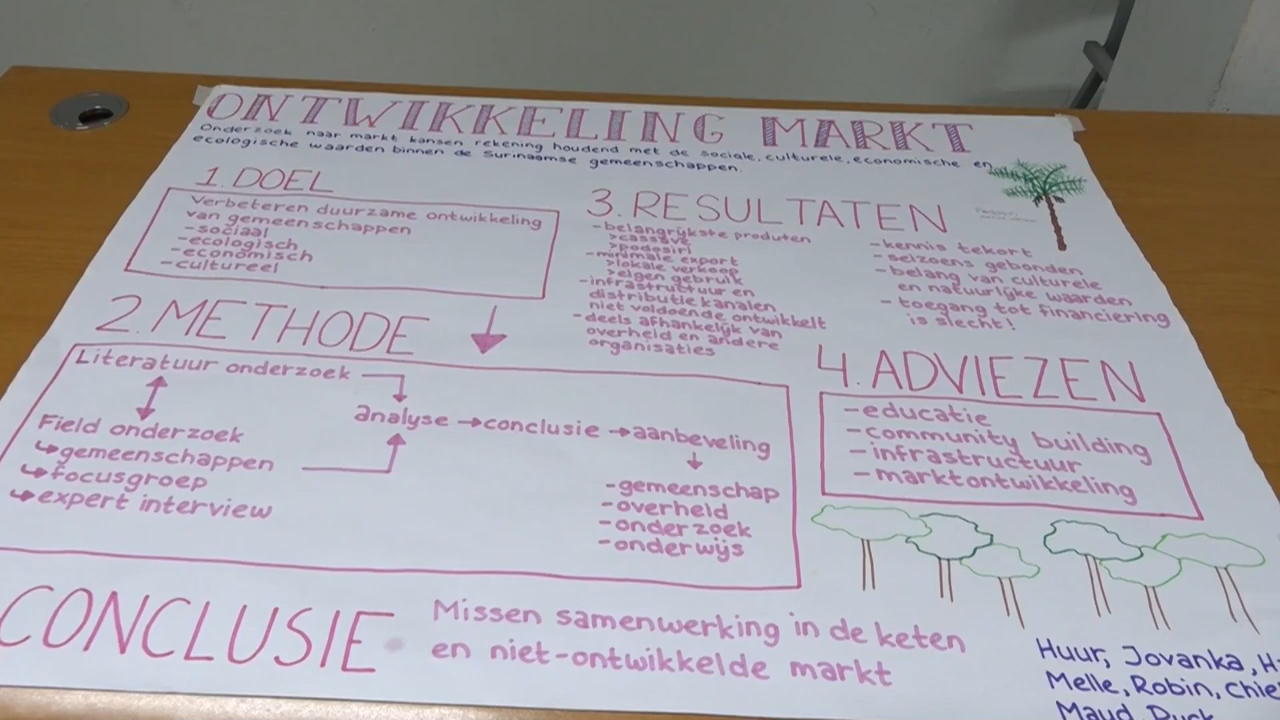 ONTWIKKELING MARKT
Onderzoek naar markt kansen rekening houdend met de sociale, culturele, economische en
ecologische waarden binnen de Surinaamse gemeenschappen.
1. DOEL
Verbeteren duurzame ontwikkeling
van gemeenschappen
-sociaal
-ecologisch
-economisch
-cultureel
2. METHODE
Literatuur onderzoek
Field onderzoek
↳gemeenschappen
↳focusgroep
↳expert interview
analyse →conclusie →aanbeveling
-gemeenschap
-overheid
-onderzoek
-onderwijs
3. RESULTATEN
-belangrijkste produten
>cassave
>podosiri
-minimale export
>lokale verkoop
>eigen gebruik
-infrastructuur en
distributie kanalen
niet voldoende ontwikkelt
-deels afhankelijk van
overheid en andere
organisaties
-kennis tekort
-seizoens gebonden
-belang van culturele
en natuurlijke waarden
-toegang tot financiering
is slecht!
4. ADVIEZEN
-educatie
-community building
-infrastructuur
-marktontwikkeling
CONCLUSIE
Missen samenwerking in de keten
en niet-ontwikkelde markt
Huur, Jovanka,
Melle, Robin,
Maud,